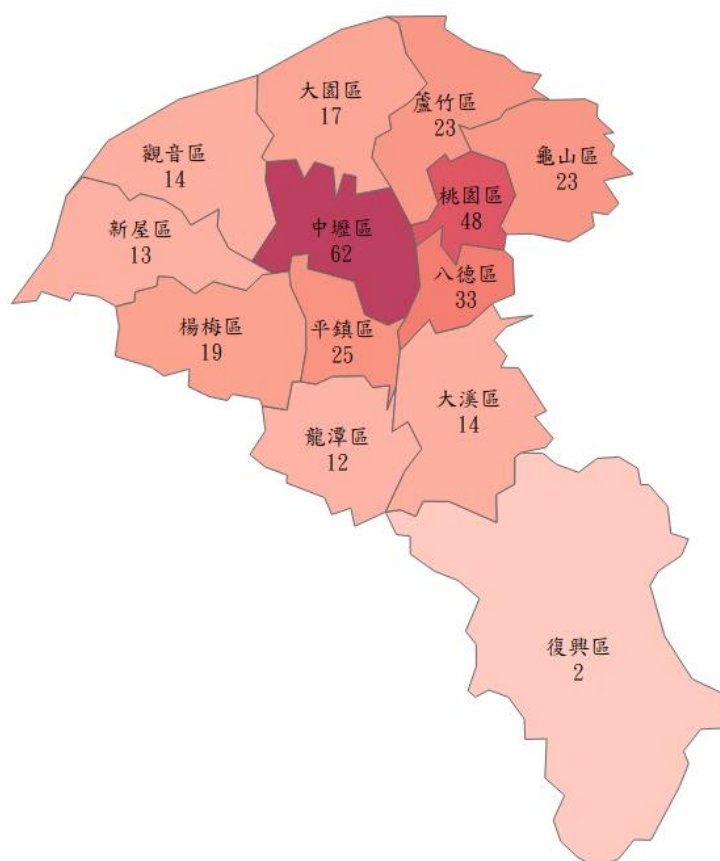 大園區
17
蘆竹區
23
觀音區
14
龜山區
23
桃園區
48
新屋區
13
中壢區
62
八德區
33
楊梅區
19
平鎮區
25
大溪區
14
龍潭區
12
復興區
2